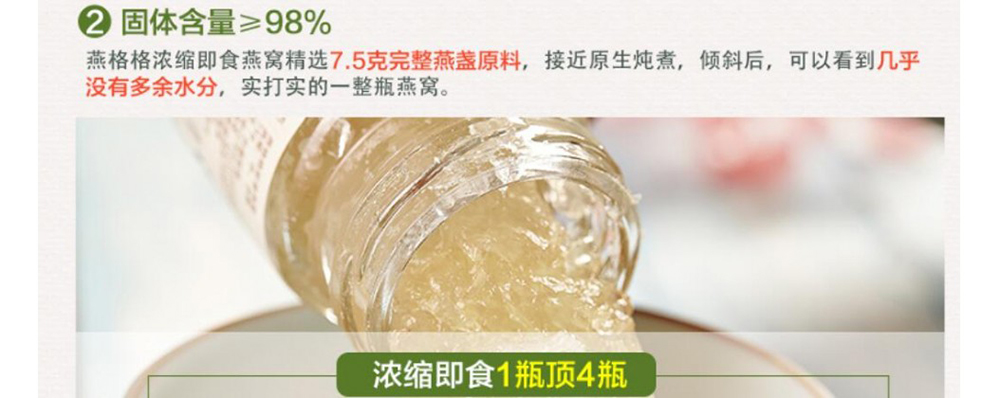 2 固体含量≥98%
燕格格浓缩即食燕窝精选7.5克完整燕盏原料，接近原生炖煮，倾斜后，可以看到几乎
没有多余水分，实打实的一整瓶燕窝。
浓缩即食1瓶顶4瓶